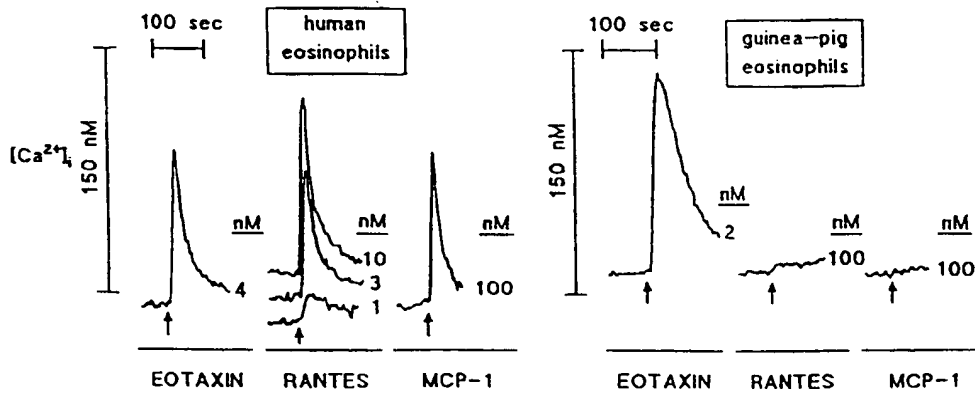 100 sec
human
eosinophils
[Ca²⁺]ᵢ
150 nM
nM
4
nM
10
3
1
nM
100
EOTAXIN
RANTES
MCP-1
100 sec
guinea-pig
eosinophils
150 nM
nM
2
nM
100
nM
100
EOTAXIN
RANTES
MCP-1